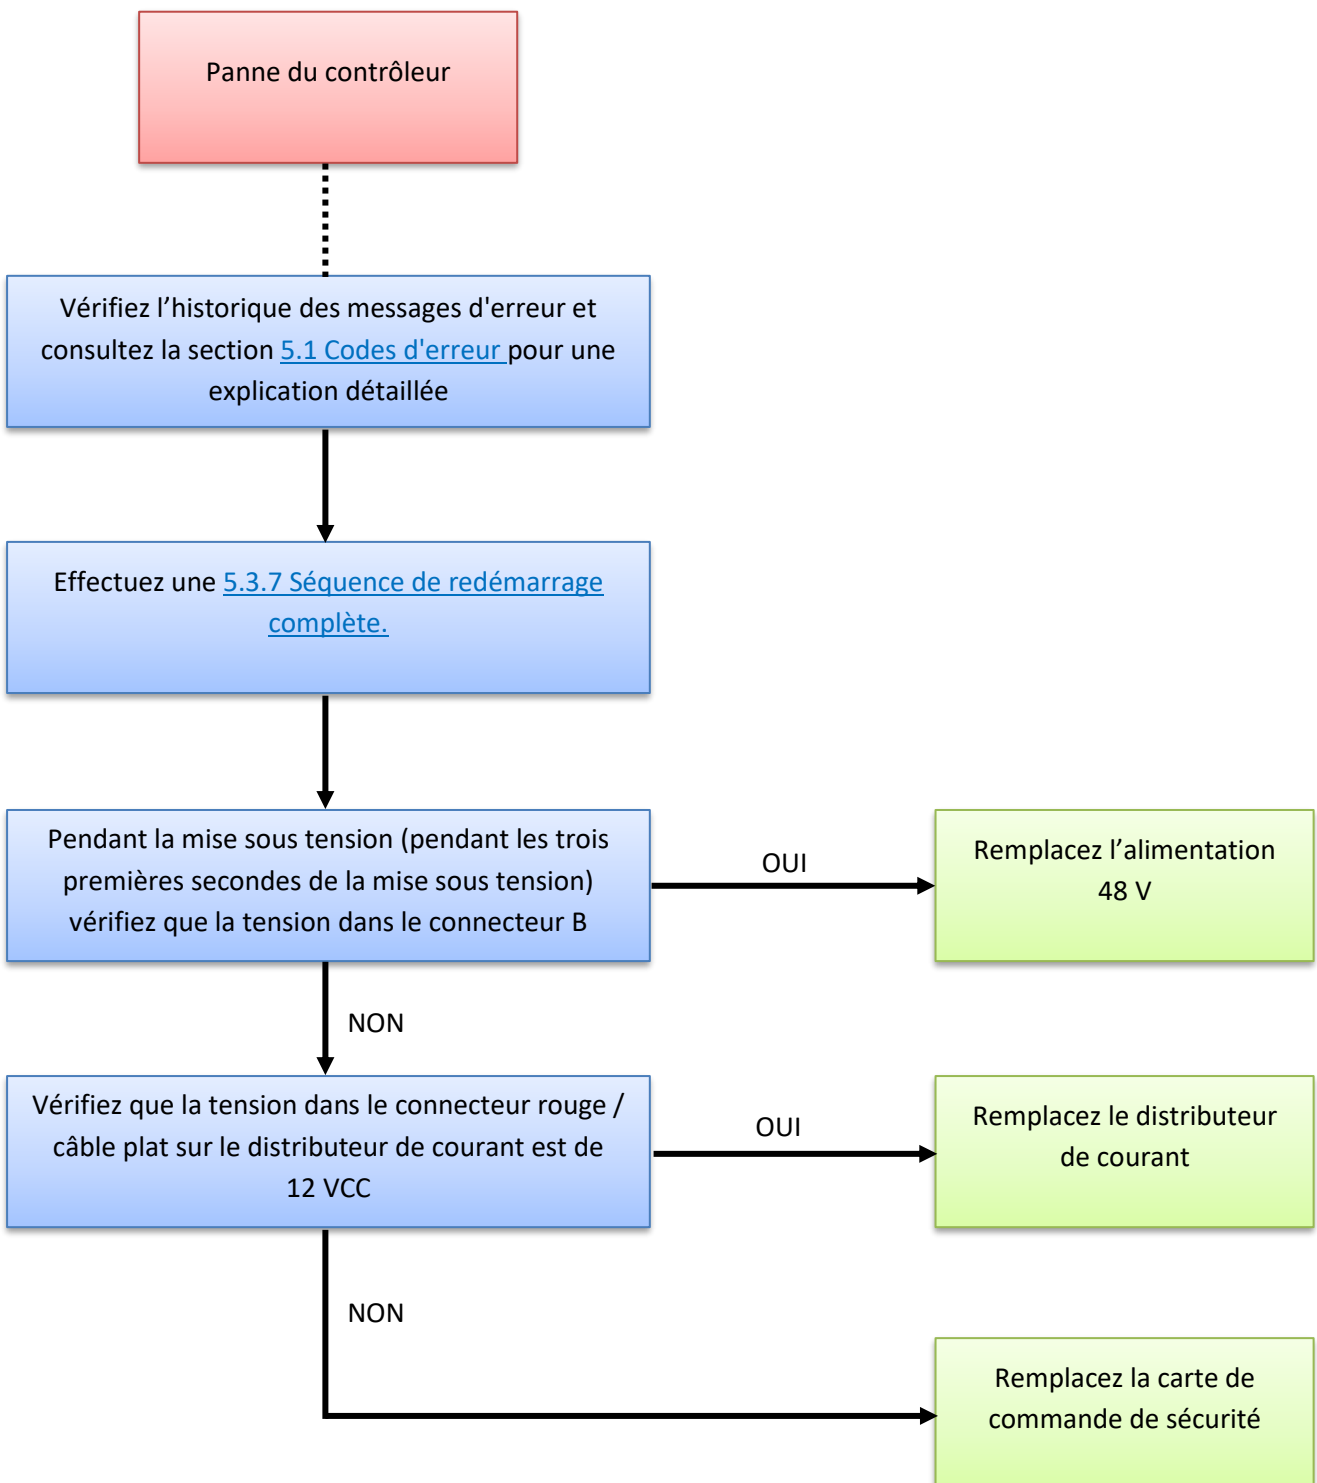 Panne du contrôleur
Vérifiez l’historique des messages d'erreur et
consultez la section 5.1 Codes d'erreur pour une
explication détaillée
Effectuez une 5.3.7 Séquence de redémarrage
complète.
Pendant la mise sous tension (pendant les trois
premières secondes de la mise sous tension)
vérifiez que la tension dans le connecteur B
OUI
Remplacez l’alimentation
48 V
NON
Vérifiez que la tension dans le connecteur rouge /
câble plat sur le distributeur de courant est de
12 VCC
OUI
Remplacez le distributeur
de courant
NON
Remplacez la carte de
commande de sécurité